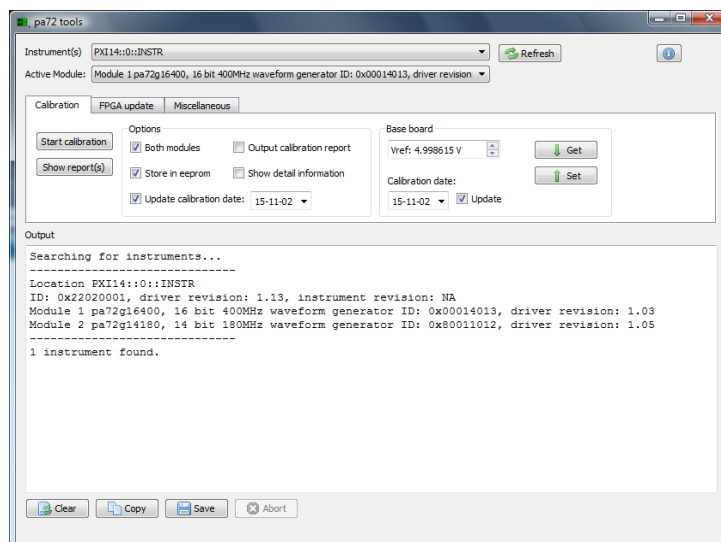 pa72 tools
Instrument(s) PXI14::0::INSTR Refresh
Active Module: Module 1 pa72g16400, 16 bit 400MHz waveform generator ID: 0x00014013, driver revision
Calibration FPGA update Miscellaneous
Options Base board
Start calibration Both modules Output calibration report Vref: 4.998615 V Get
Show report(s) Store in eeprom Show detail information Calibration date: Set
Update calibration date: 15-11-02 15-11-02 Update
Output
Searching for instruments...
------------------------------
Location PXI14::0::INSTR
ID: 0x22020001, driver revision: 1.13, instrument revision: NA
Module 1 pa72g16400, 16 bit 400MHz waveform generator ID: 0x00014013, driver revision: 1.03
Module 2 pa72g14180, 14 bit 180MHz waveform generator ID: 0x80011012, driver revision: 1.05
------------------------------
1 instrument found.
Clear Copy Save Abort